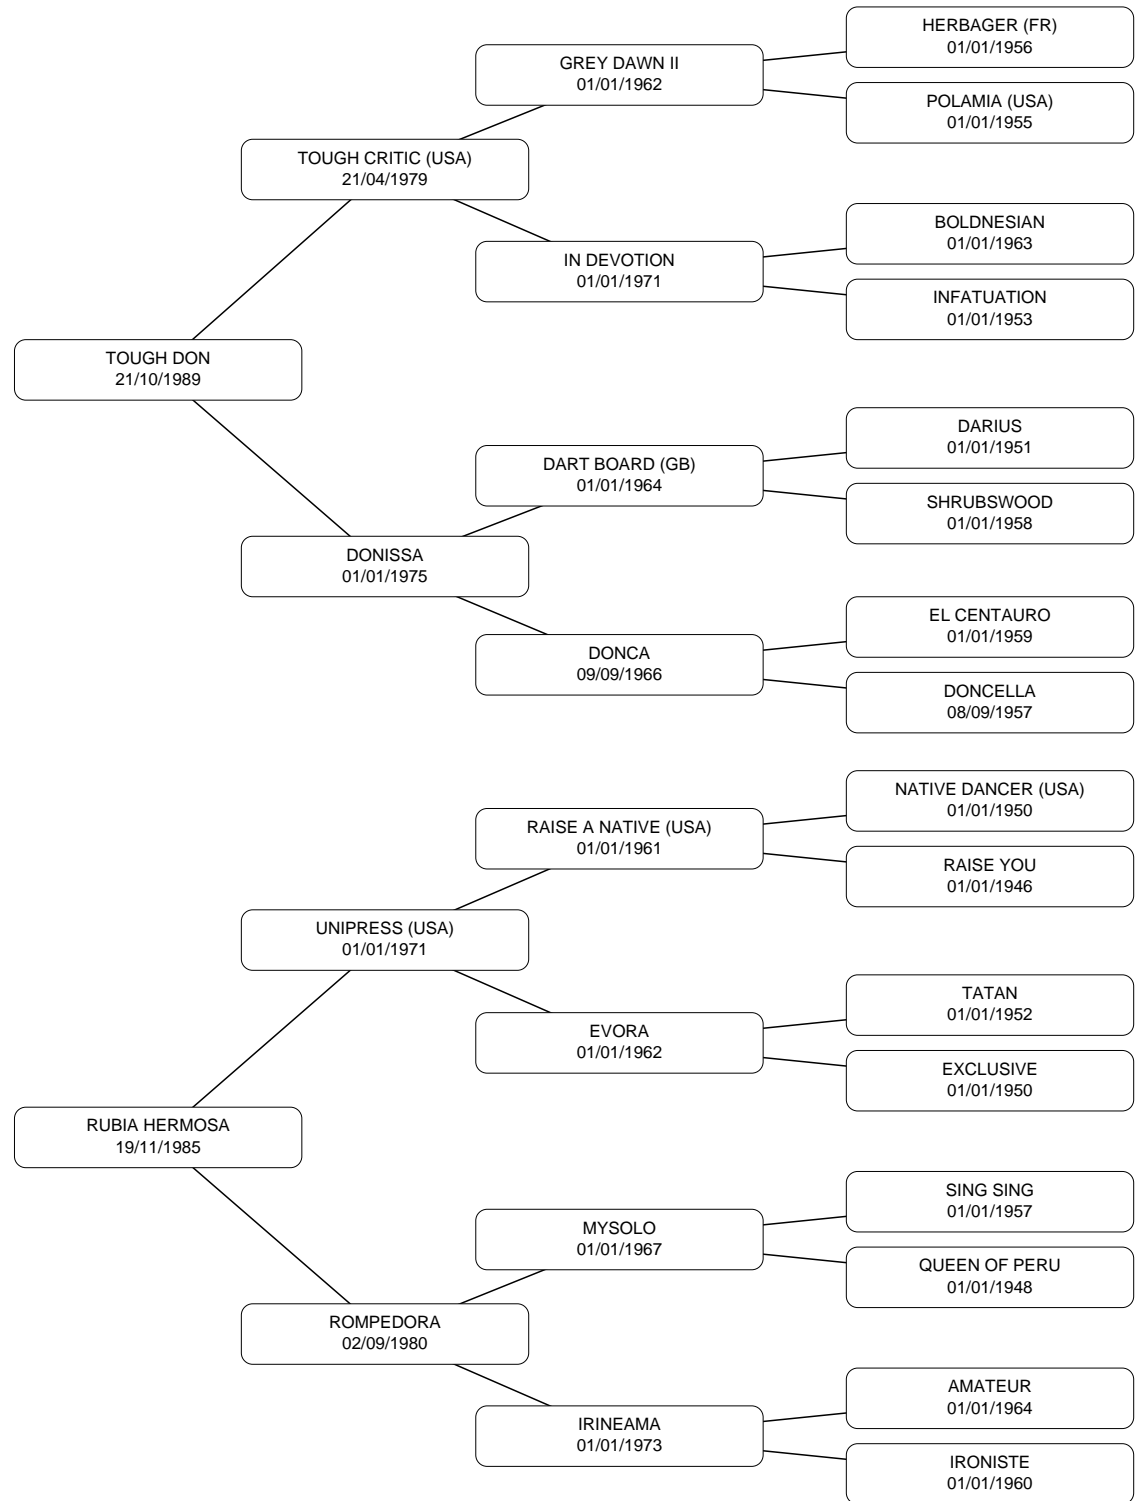 HERBAGER (FR)
01/01/1956
GREY DAWN II
01/01/1962
POLAMIA (USA)
01/01/1955
TOUGH CRITIC (USA)
21/04/1979
BOLDNESIAN
01/01/1963
IN DEVOTION
01/01/1971
INFATUATION
01/01/1953
TOUGH DON
21/10/1989
DARIUS
01/01/1951
DART BOARD (GB)
01/01/1964
SHRUBSWOOD
01/01/1958
DONISSA
01/01/1975
EL CENTAURO
01/01/1959
DONCA
09/09/1966
DONCELLA
08/09/1957
NATIVE DANCER (USA)
01/01/1950
RAISE A NATIVE (USA)
01/01/1961
RAISE YOU
01/01/1946
UNIPRESS (USA)
01/01/1971
TATAN
01/01/1952
EVORA
01/01/1962
EXCLUSIVE
01/01/1950
RUBIA HERMOSA
19/11/1985
SING SING
01/01/1957
MYSOLO
01/01/1967
QUEEN OF PERU
01/01/1948
ROMPEDORA
02/09/1980
AMATEUR
01/01/1964
IRINEAMA
01/01/1973
IRONISTE
01/01/1960